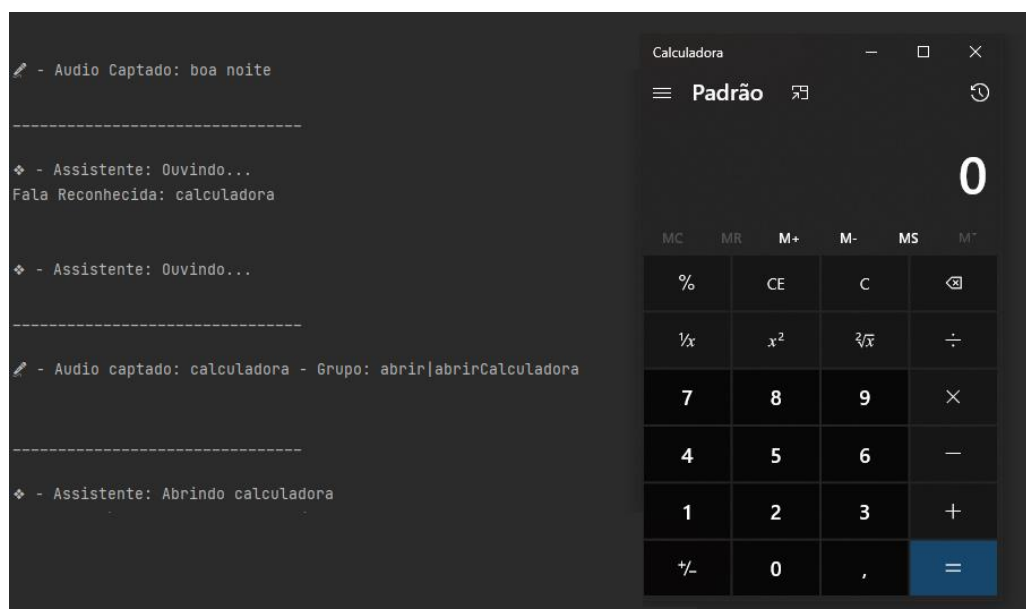 🖉 - Audio Captado: boa noite
--------------------------------
❖ - Assistente: Ouvindo...
Fala Reconhecida: calculadora
❖ - Assistente: Ouvindo...
--------------------------------
🖉 - Audio captado: calculadora - Grupo: abrir|abrirCalculadora
--------------------------------
❖ - Assistente: Abrindo calculadora
Calculadora
Padrão
0
MC MR M+ M- MS M˅
% CE C
¹/x x² ²√x ÷
7 8 9 ×
4 5 6 −
1 2 3 +
+/− 0 , =